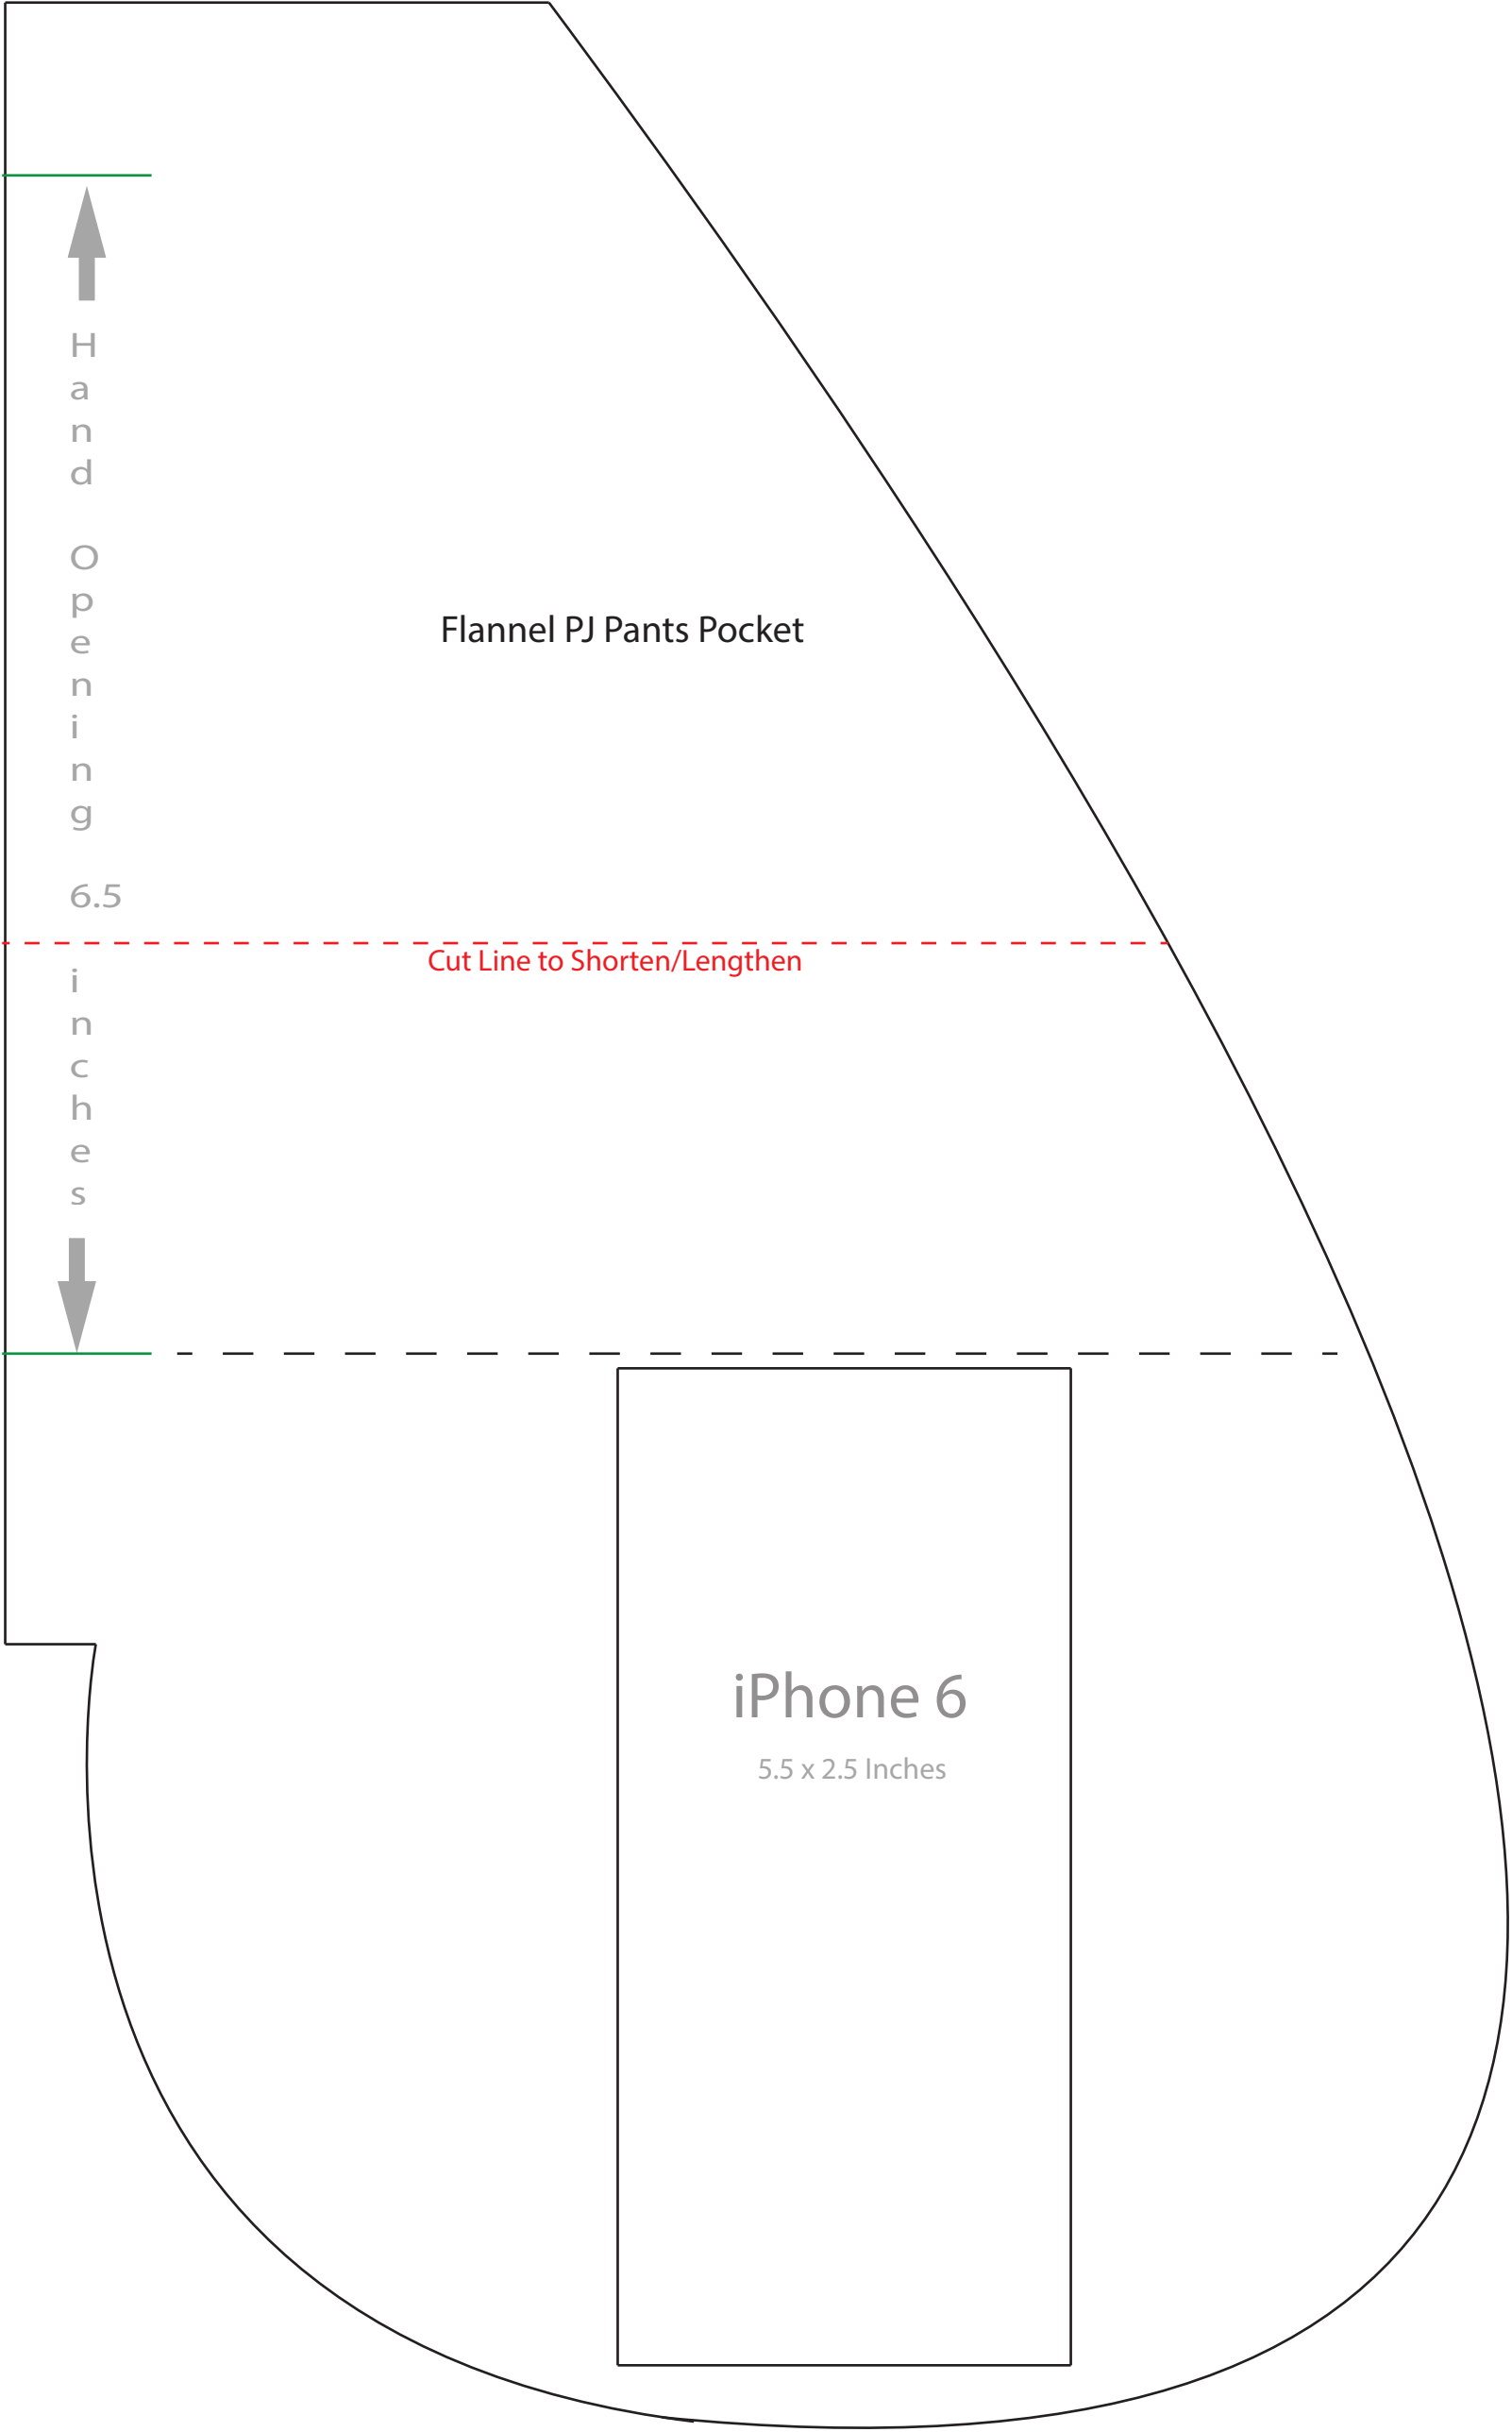 Hand Opening 6.5 inches
Flannel PJ Pants Pocket
Cut Line to Shorten/Lengthen
iPhone 6
5.5 x 2.5 Inches